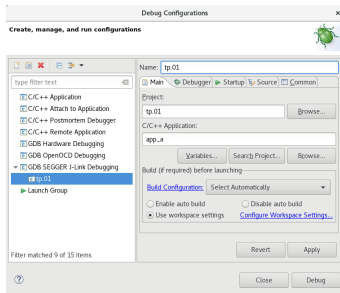 Debug Configurations
Create, manage, and run configurations
type filter text
C/C++ Application
C/C++ Attach to Application
C/C++ Postmortem Debugger
C/C++ Remote Application
GDB Hardware Debugging
GDB OpenOCD Debugging
GDB SEGGER J-Link Debugging
tp.01
Launch Group
Filter matched 9 of 15 items
Name: tp.01
Main Debugger Startup Source Common
Project:
tp.01 Browse...
C/C++ Application:
app_a
Variables... Search Project... Browse...
Build (if required) before launching
Build Configuration: Select Automatically
Enable auto build Disable auto build
Use workspace settings Configure Workspace Settings...
Revert Apply
Close Debug